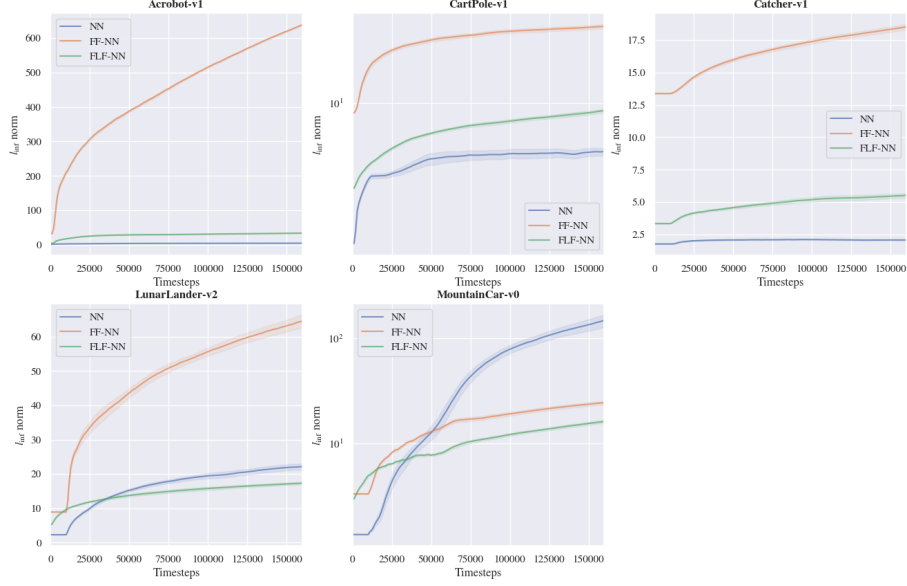 Acrobot-v1
NN
FF-NN
FLF-NN
600
500
400
300
200
100
0
l_inf norm
0 25000 50000 75000 100000 125000 150000
Timesteps
CartPole-v1
10^1
l_inf norm
NN
FF-NN
FLF-NN
0 25000 50000 75000 100000 125000 150000
Timesteps
Catcher-v1
17.5
15.0
12.5
10.0
7.5
5.0
2.5
l_inf norm
NN
FF-NN
FLF-NN
0 25000 50000 75000 100000 125000 150000
Timesteps
LunarLander-v2
NN
FF-NN
FLF-NN
60
50
40
30
20
10
0
l_inf norm
0 25000 50000 75000 100000 125000 150000
Timesteps
MountainCar-v0
NN
FF-NN
FLF-NN
10^2
10^1
l_inf norm
0 25000 50000 75000 100000 125000 150000
Timesteps